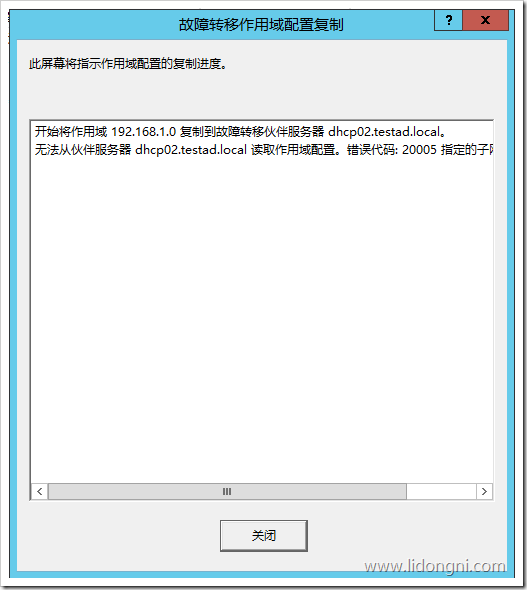 故障转移作用域配置复制
?
x
此屏幕将指示作用域配置的复制进度。
开始将作用域 192.168.1.0 复制到故障转移伙伴服务器 dhcp02.testad.local。
无法从伙伴服务器 dhcp02.testad.local 读取作用域配置。错误代码: 20005 指定的子
关闭
www.lidongni.com